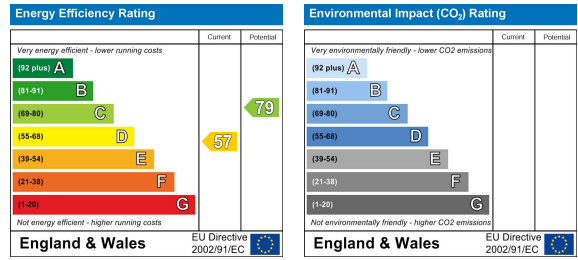 Energy Efficiency Rating
Current Potential
Very energy efficient - lower running costs
(92 plus) A
(81-91) B
(69-80) C
(55-68) D
(39-54) E
(21-38) F
(1-20) G
57
79
Not energy efficient - higher running costs
England & Wales
EU Directive
2002/91/EC
Environmental Impact (CO₂) Rating
Current Potential
Very environmentally friendly - lower CO2 emissions
(92 plus) A
(81-91) B
(69-80) C
(55-68) D
(39-54) E
(21-38) F
(1-20) G
Not environmentally friendly - higher CO2 emissions
England & Wales
EU Directive
2002/91/EC